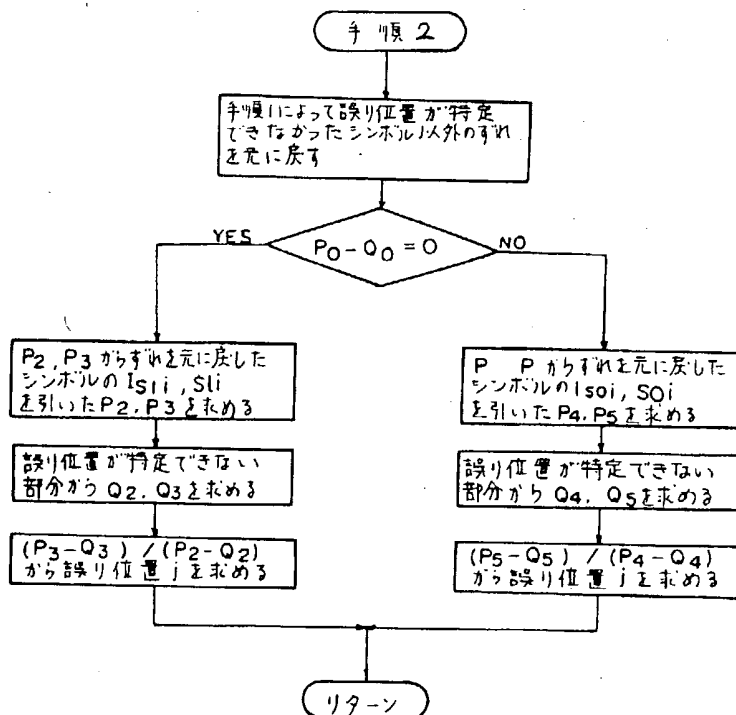 手順2
手順1によって誤り位置が特定
できなかったシンボル以外のずれ
を元に戻す
YES
P0-Q0=0
NO
P2,P3からずれを元に戻した
シンボルのIS1i,S1i
を引いたP2,P3を求める
P P からずれを元に戻した
シンボルのIS0i,S0i
を引いたP4,P5を求める
誤り位置が特定できない
部分からQ2,Q3を求める
誤り位置が特定できない
部分からQ4,Q5を求める
(P3-Q3)/(P2-Q2)
から誤り位置jを求める
(P5-Q5)/(P4-Q4)
から誤り位置jを求める
リターン